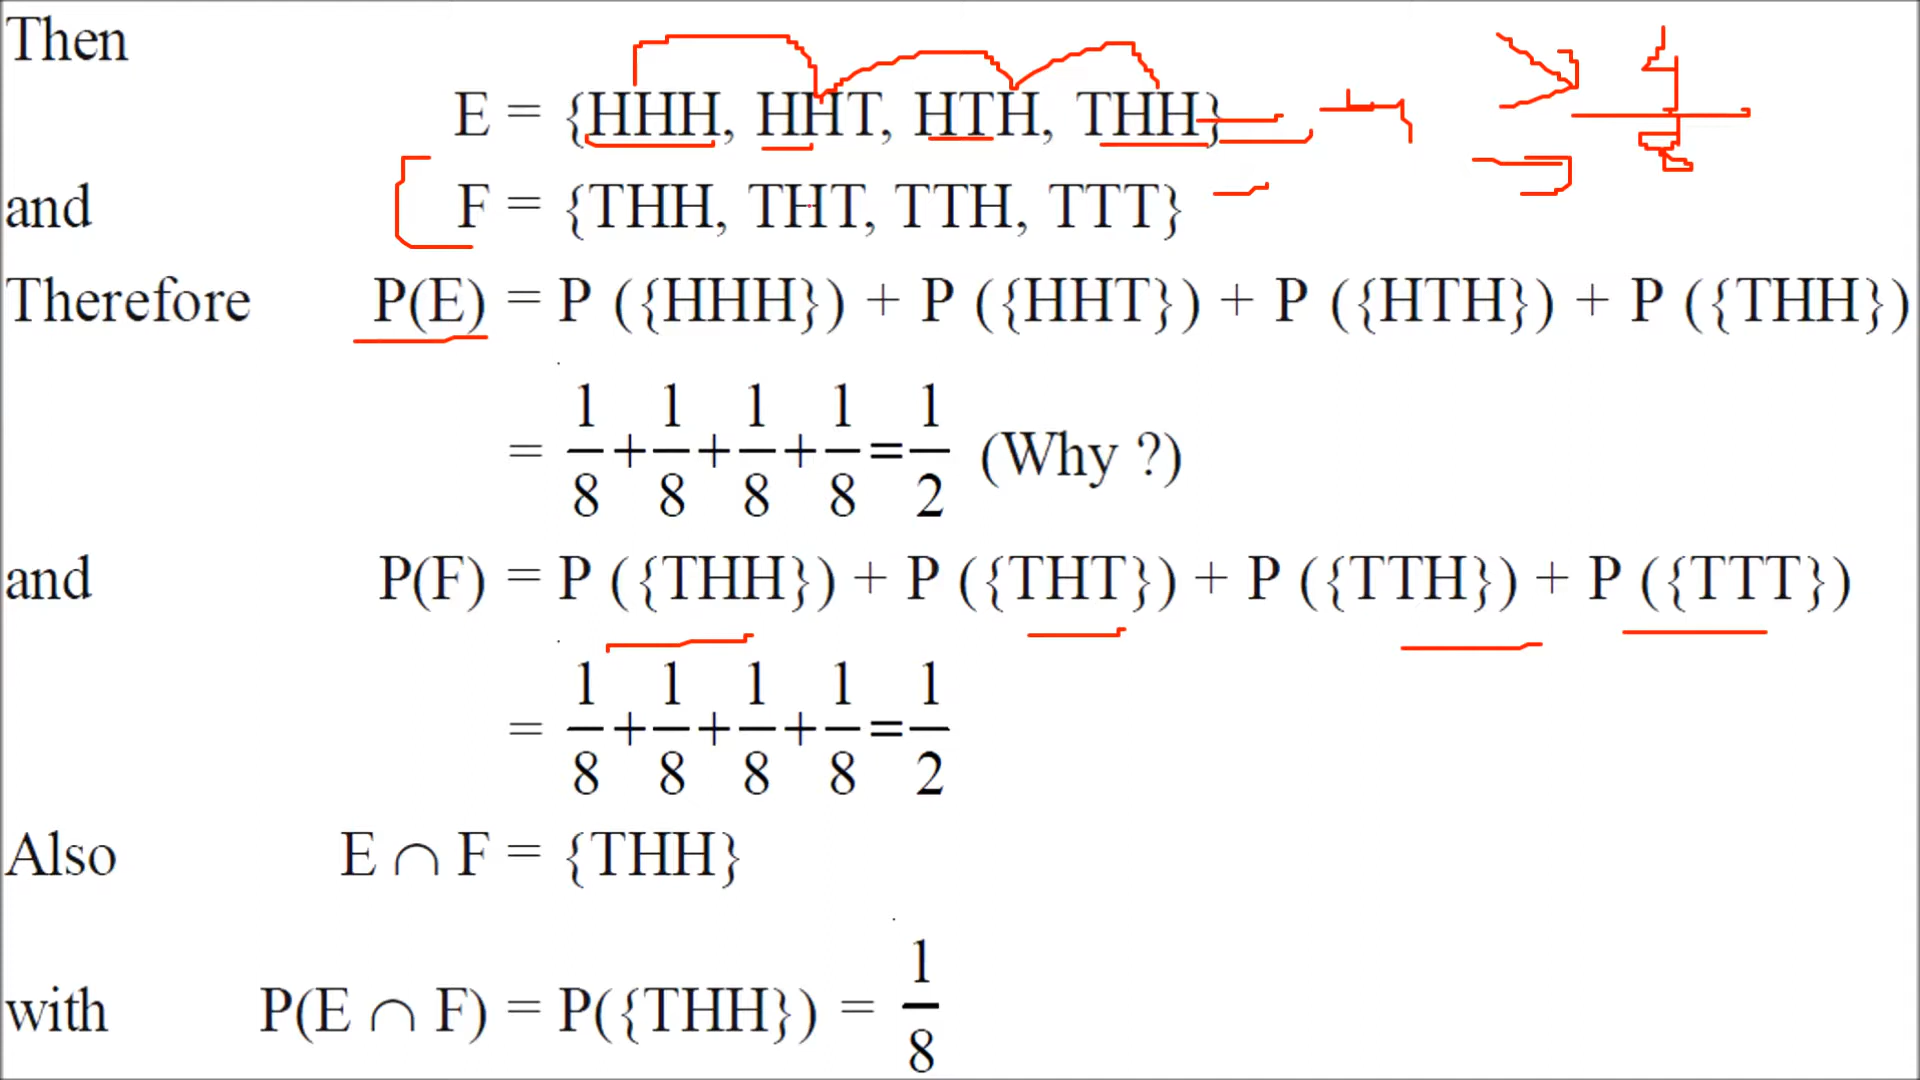 Then
E = {HHH, HHT, HTH, THH}
and F = {THH, THT, TTH, TTT}
Therefore P(E) = P ({HHH}) + P ({HHT}) + P ({HTH}) + P ({THH})
= 1/8 + 1/8 + 1/8 + 1/8 = 1/2 (Why ?)
and P(F) = P ({THH}) + P ({THT}) + P ({TTH}) + P ({TTT})
= 1/8 + 1/8 + 1/8 + 1/8 = 1/2
Also E ∩ F = {THH}
with P(E ∩ F) = P({THH}) = 1/8